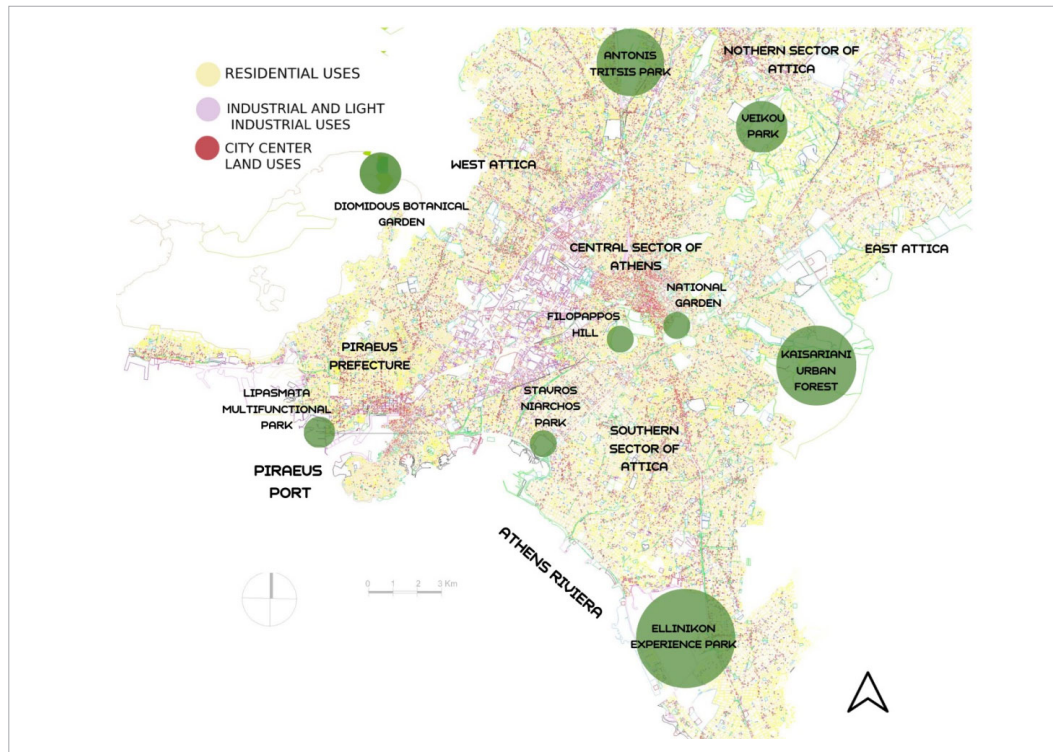 RESIDENTIAL USES
INDUSTRIAL AND LIGHT
INDUSTRIAL USES
CITY CENTER
LAND USES
ANTONIS
TRITSIS PARK
NOTHERN SECTOR OF
ATTICA
VEIKOU
PARK
WEST ATTICA
DIOMIDOUS BOTANICAL
GARDEN
CENTRAL SECTOR OF
ATHENS
EAST ATTICA
NATIONAL
GARDEN
FILOPAPPOS
HILL
KAISARIANI
URBAN
FOREST
PIRAEUS
PREFECTURE
LIPASMATA
MULTIFUNCTIONAL
PARK
STAVROS
NIARCHOS
PARK
SOUTHERN
SECTOR OF
ATTICA
PIRAEUS
PORT
ATHENS RIVIERA
0 1 2 3 Km
ELLINIKON
EXPERIENCE PARK